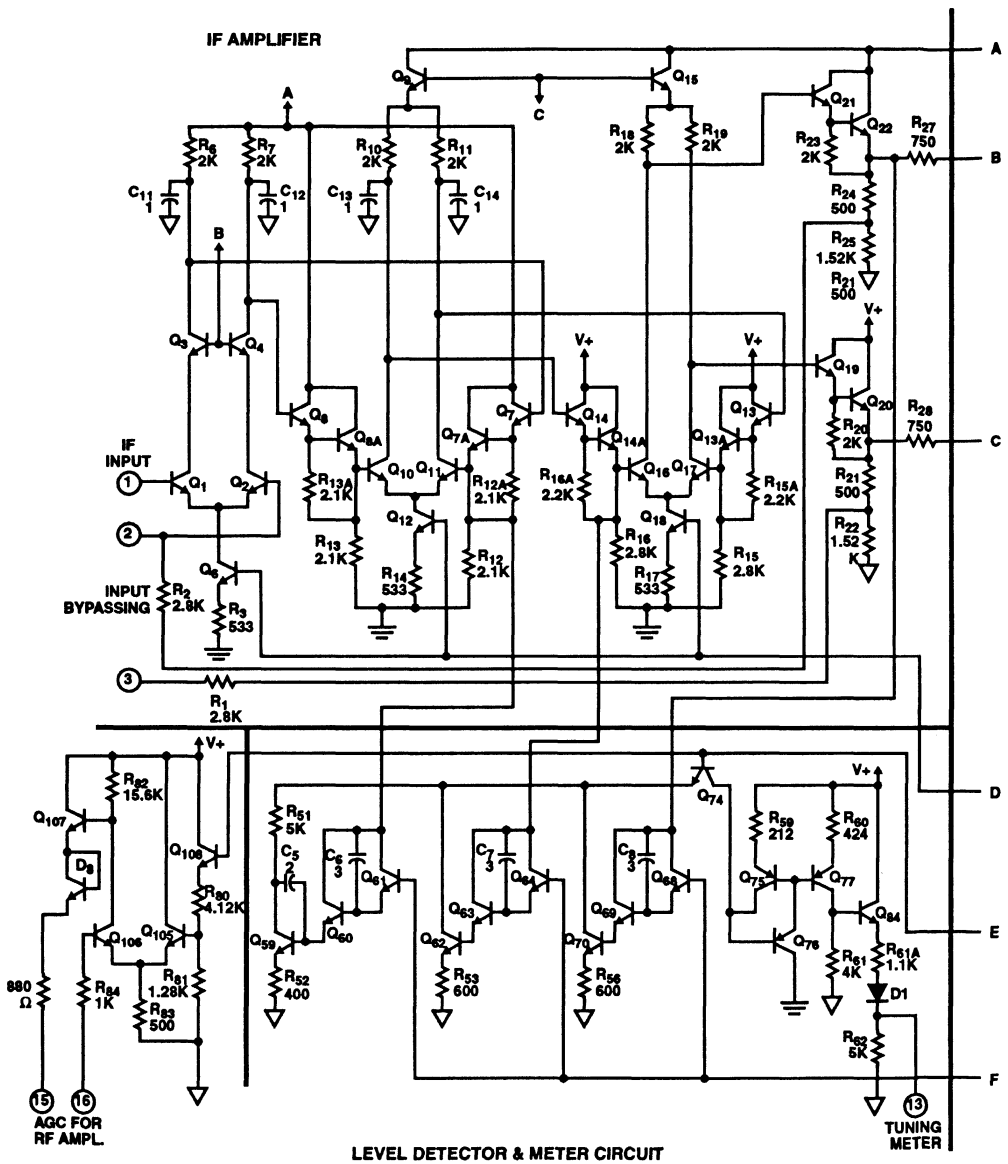 IF AMPLIFIER
A
Q9
Q15
C
A
Q21
Q22
R23
2K
R27
750
B
R6
2K
R7
2K
R10
2K
R11
2K
R18
2K
R19
2K
C11
1
C12
1
C13
1
C14
1
B
R24
500
R25
1.52K
R21
500
V+
Q3
Q4
V+
V+
Q19
Q20
R20
2K
R28
750
C
Q8
Q8A
Q7
Q7A
Q14
Q14A
Q13
Q13A
IF
INPUT
1
Q1
Q2
R13A
2.1K
Q10
Q11
R12A
2.1K
R16A
2.2K
Q16
Q17
R15A
2.2K
R21
500
2
Q12
Q18
R22
1.52
K
INPUT
BYPASSING
R2
2.8K
Q6
R3
533
R13
2.1K
R14
533
R12
2.1K
R16
2.8K
R17
533
R15
2.8K
3
R1
2.8K
V+
R82
15.6K
Q107
D8
Q108
R80
4.12K
Q106
Q105
R81
1.28K
880
Ω
R84
1K
R83
500
15
16
AGC FOR
RF AMPL.
R51
5K
C5
2
C6
3
Q61
Q59
Q60
R52
400
C7
3
Q64
Q63
Q62
R53
600
C8
3
Q68
Q69
Q70
R56
600
Q74
V+
D
R59
212
R60
424
Q75
Q77
Q84
Q76
E
R61
4K
R61A
1.1K
D1
R62
5K
F
13
TUNING
METER
LEVEL DETECTOR & METER CIRCUIT